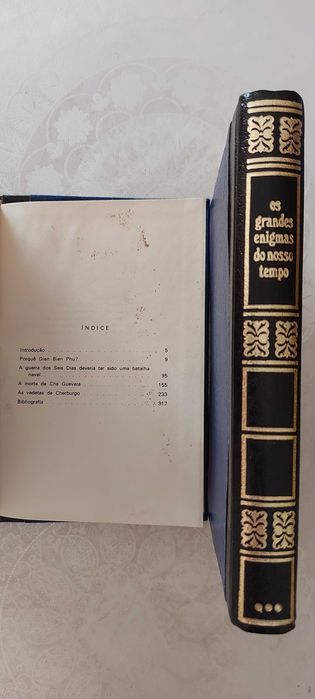 ÍNDICE
Introdução 5
Porquê Dien Bien Phu? 9
A guerra dos Seis Dias deveria ter sido uma batalha
naval 95
A morte de Che Guevara 155
As vedetas de Cherburgo 233
Bibliografia 317
os
grandes
enigmas
do nosso
tempo